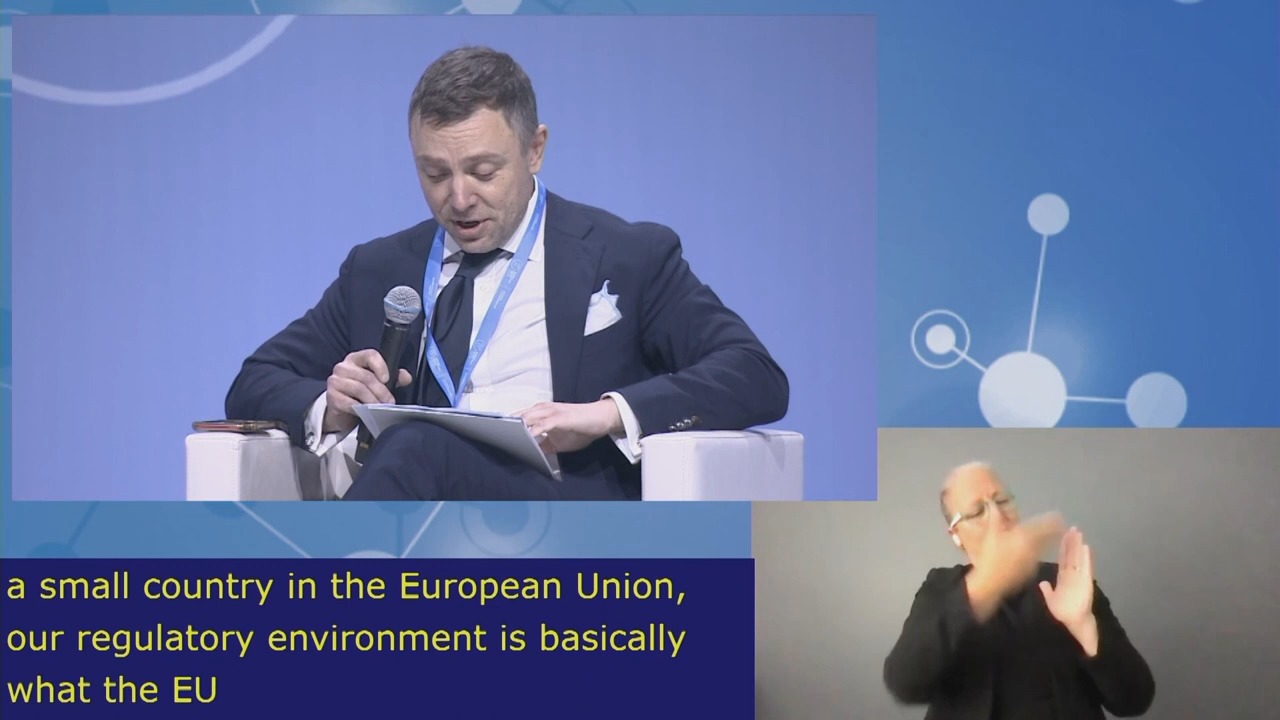 a small country in the European Union,
our regulatory environment is basically
what the EU